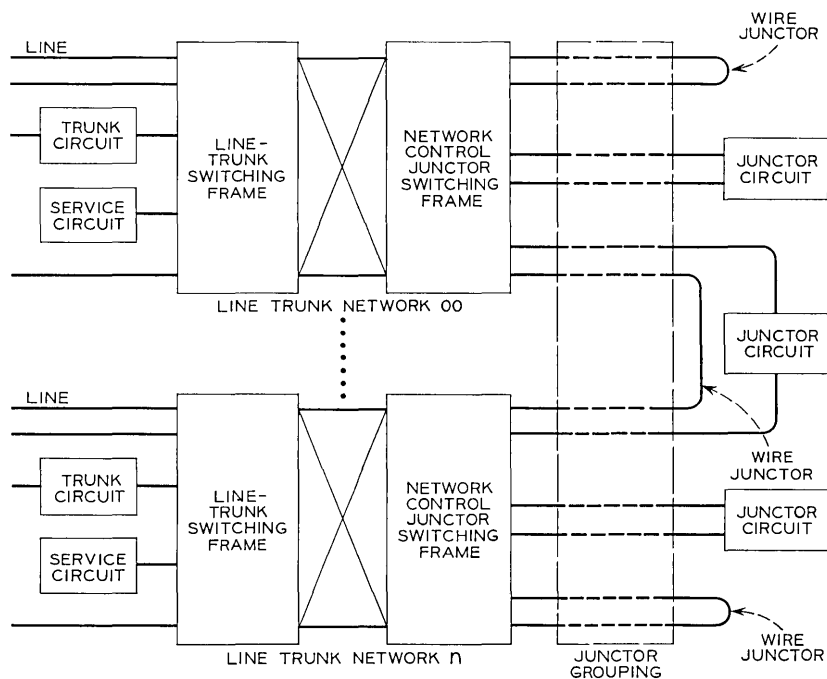 WIRE
JUNCTOR
LINE
TRUNK
CIRCUIT
SERVICE
CIRCUIT
LINE-
TRUNK
SWITCHING
FRAME
NETWORK
CONTROL
JUNCTOR
SWITCHING
FRAME
JUNCTOR
CIRCUIT
LINE TRUNK NETWORK 00
JUNCTOR
CIRCUIT
LINE
TRUNK
CIRCUIT
SERVICE
CIRCUIT
LINE-
TRUNK
SWITCHING
FRAME
NETWORK
CONTROL
JUNCTOR
SWITCHING
FRAME
WIRE
JUNCTOR
JUNCTOR
CIRCUIT
WIRE
JUNCTOR
LINE TRUNK NETWORK n
JUNCTOR
GROUPING